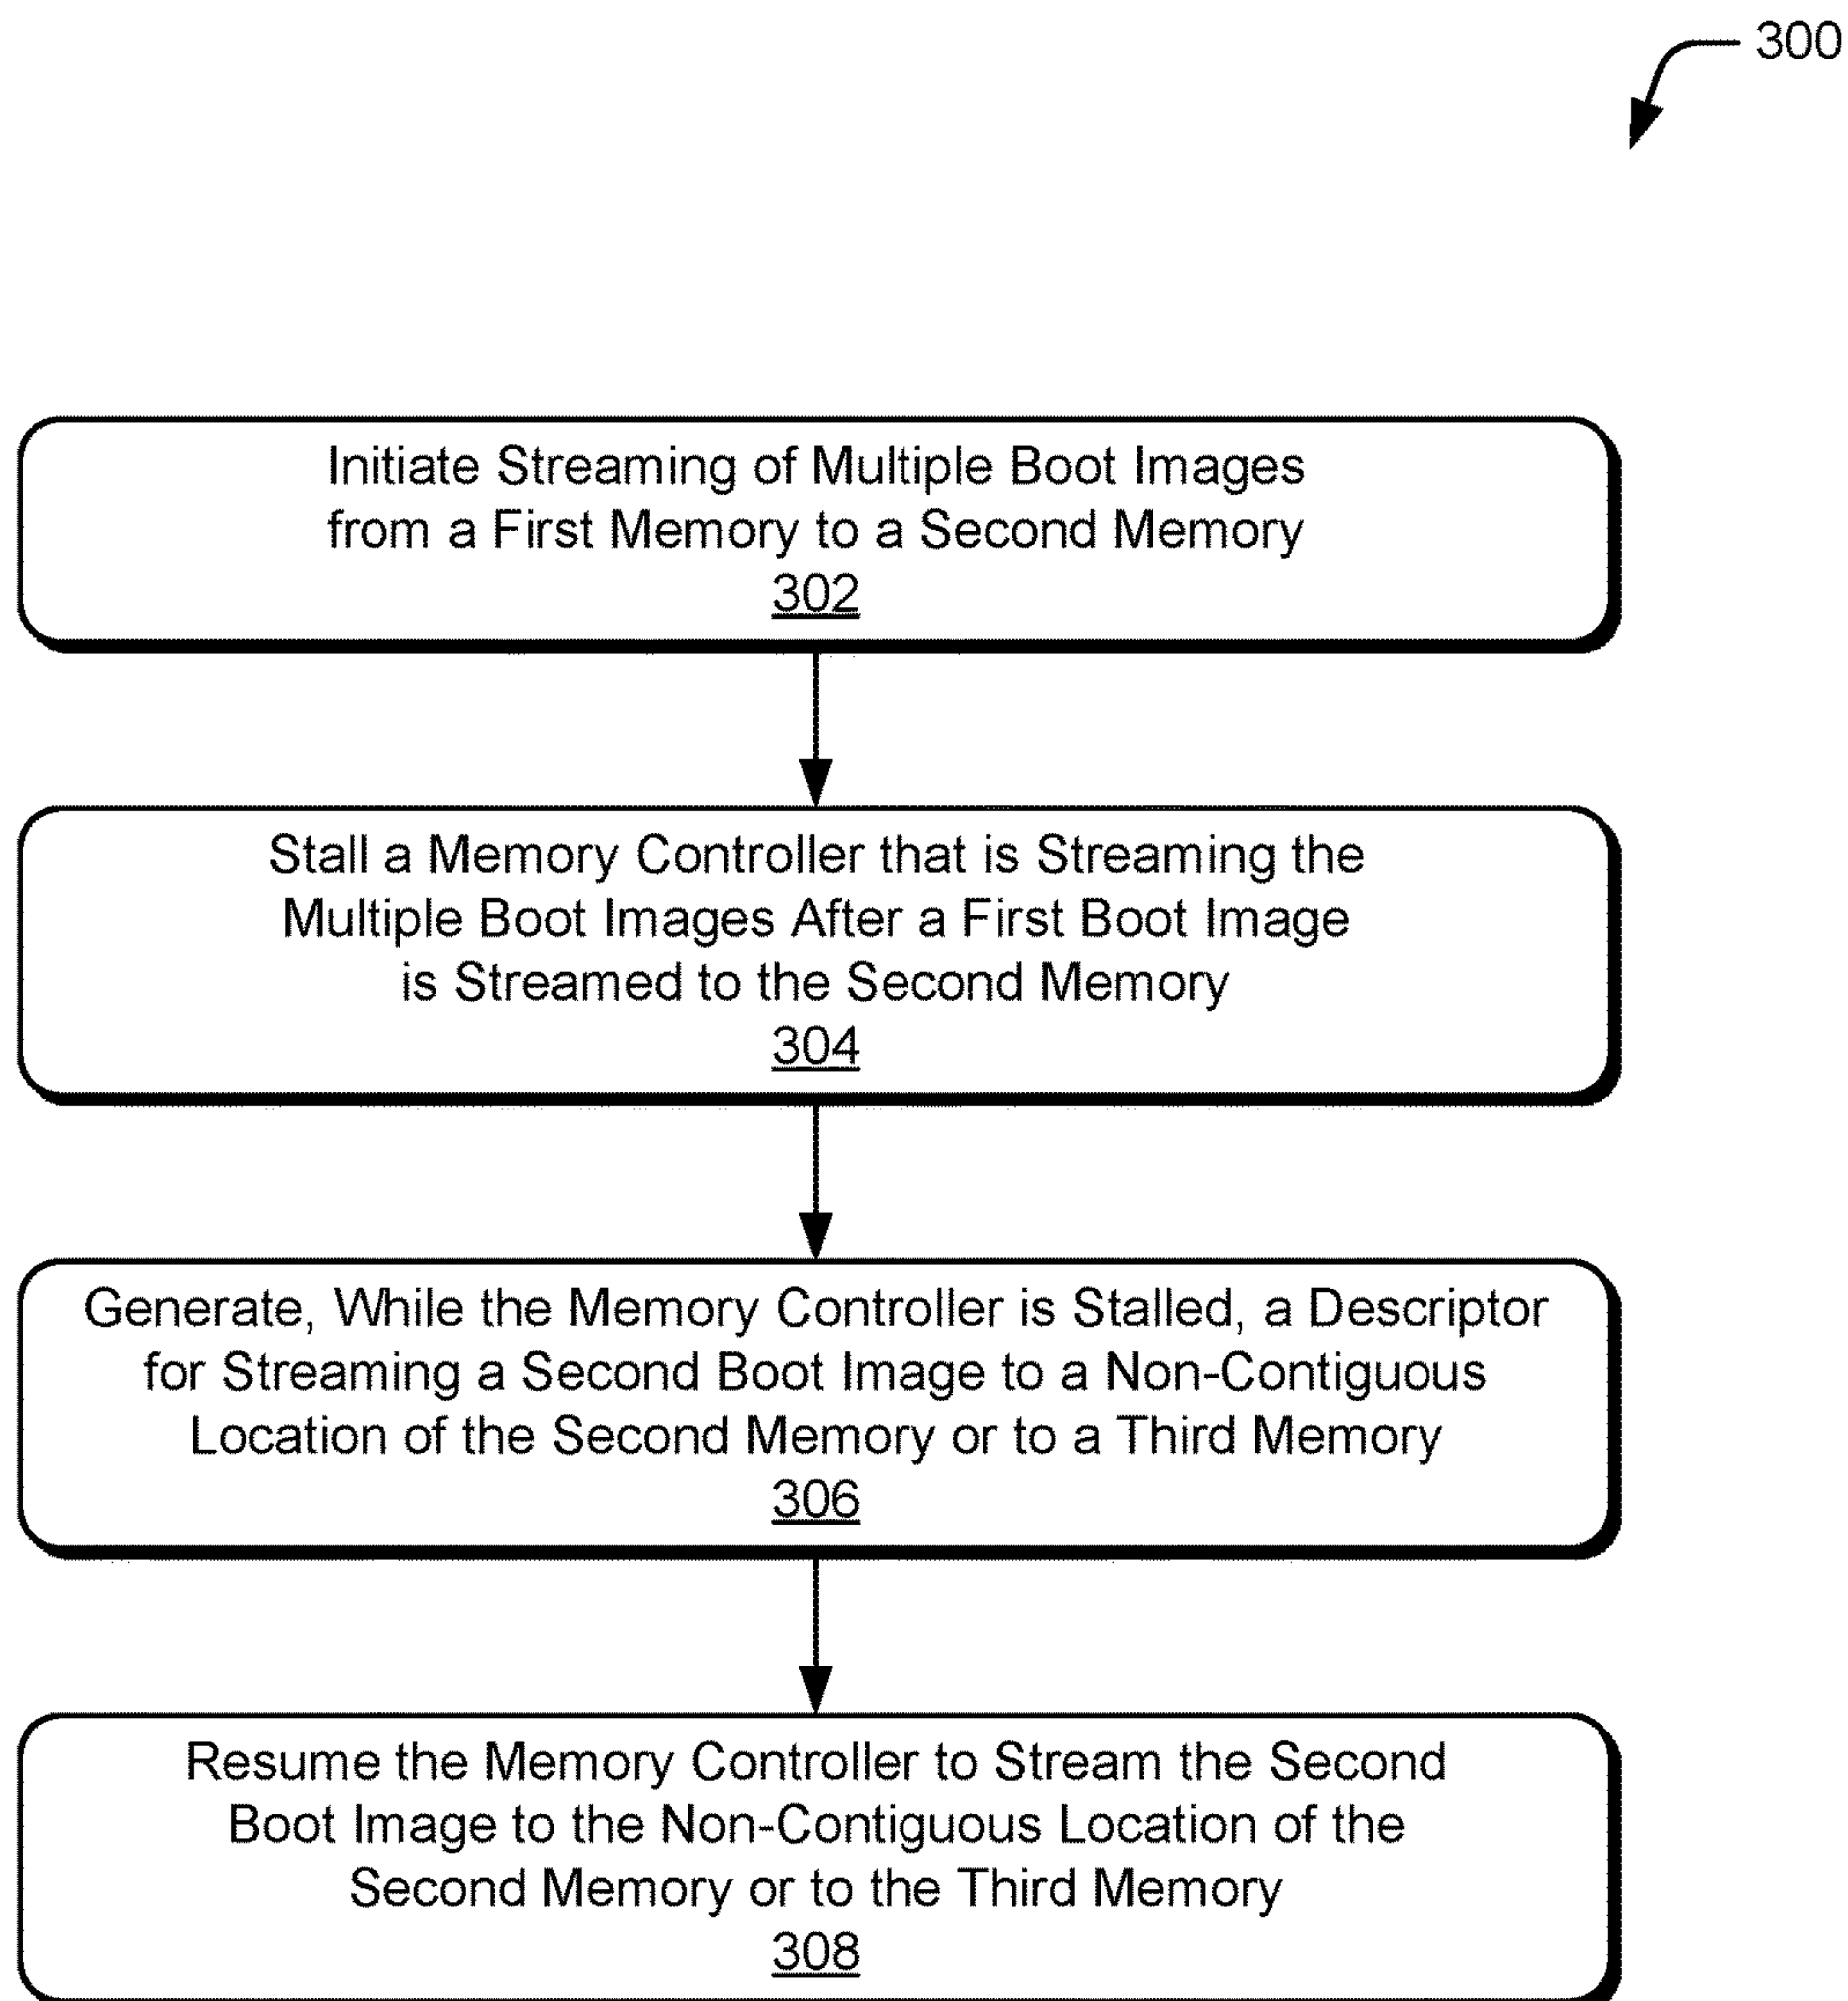 300
Initiate Streaming of Multiple Boot Images
from a First Memory to a Second Memory
302
Stall a Memory Controller that is Streaming the
Multiple Boot Images After a First Boot Image
is Streamed to the Second Memory
304
Generate, While the Memory Controller is Stalled, a Descriptor
for Streaming a Second Boot Image to a Non-Contiguous
Location of the Second Memory or to a Third Memory
306
Resume the Memory Controller to Stream the Second
Boot Image to the Non-Contiguous Location of the
Second Memory or to the Third Memory
308